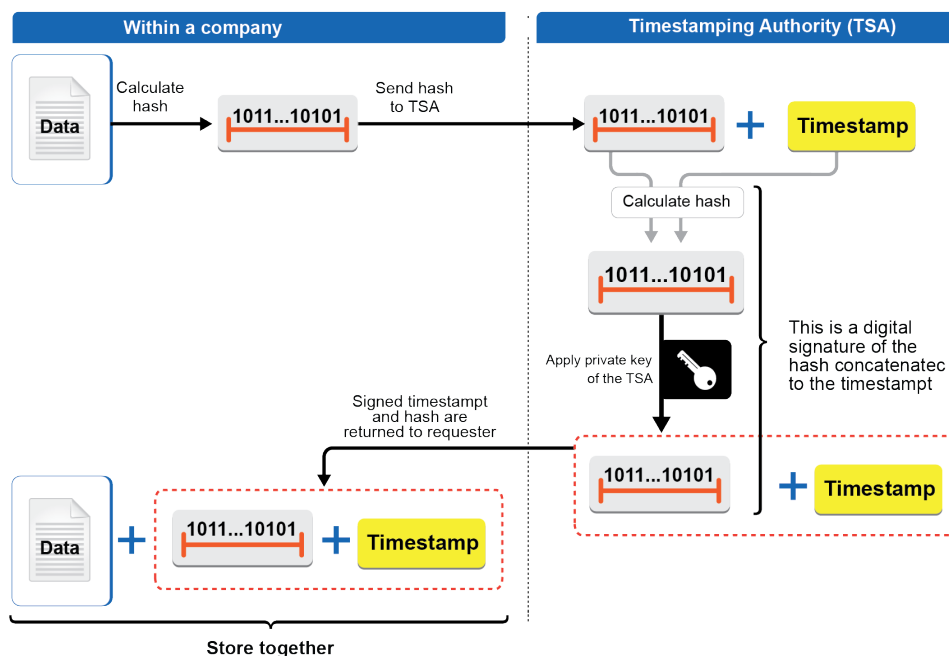 Within a company
Timestamping Authority (TSA)
Data
Calculate
hash
1011...10101
Send hash
to TSA
1011...10101
Timestamp
Calculate hash
1011...10101
Apply private key
of the TSA
This is a digital
signature of the
hash concatenatec
to the timestampt
Signed timestampt
and hash are
returned to requester
1011...10101
Timestamp
Data
1011...10101
Timestamp
Store together